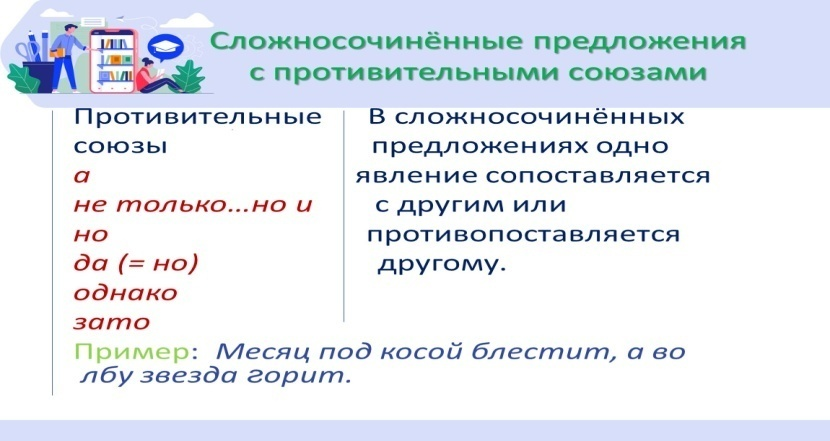 Сложносочинённые предложения
с противительными союзами
Противительные
союзы
а
не только...но и
но
да (= но)
однако
зато
В сложносочинённых
предложениях одно
явление сопоставляется
с другим или
противопоставляется
другому.
Пример: Месяц под косой блестит, а во
лбу звезда горит.